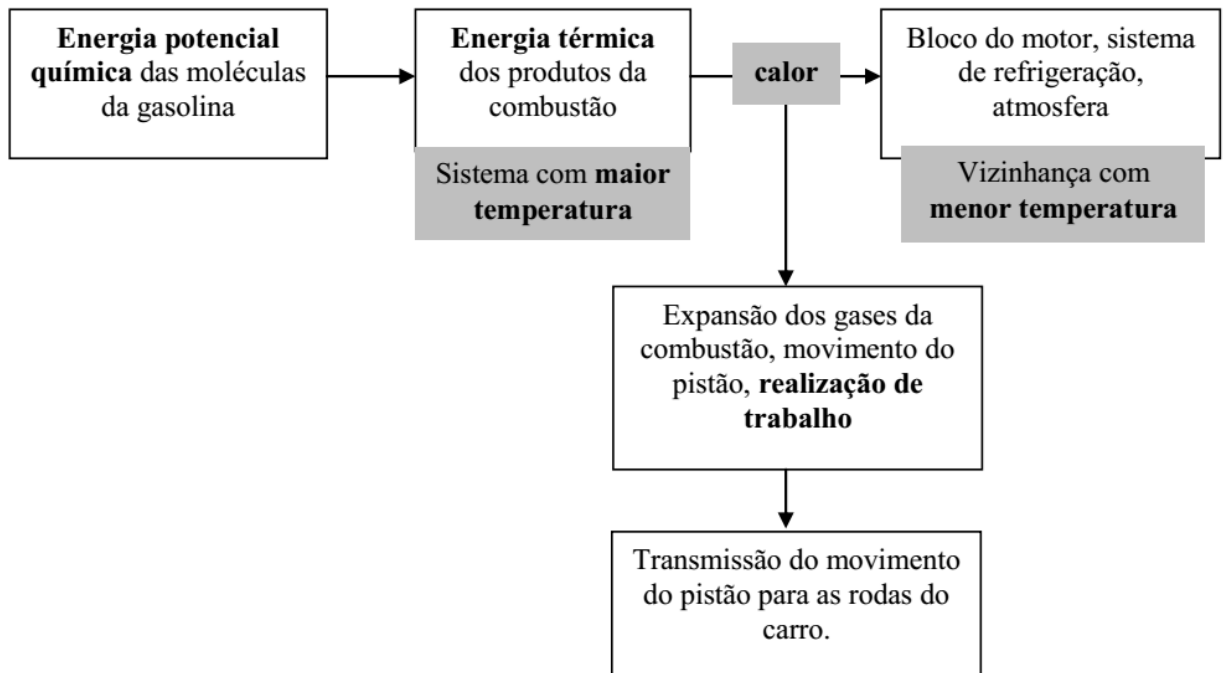 Energia potencial
química das moléculas
da gasolina
Energia térmica
dos produtos da
combustão
Sistema com maior
temperatura
calor
Bloco do motor, sistema
de refrigeração,
atmosfera
Vizinhança com
menor temperatura
Expansão dos gases da
combustão, movimento do
pistão, realização de
trabalho
Transmissão do movimento
do pistão para as rodas do
carro.